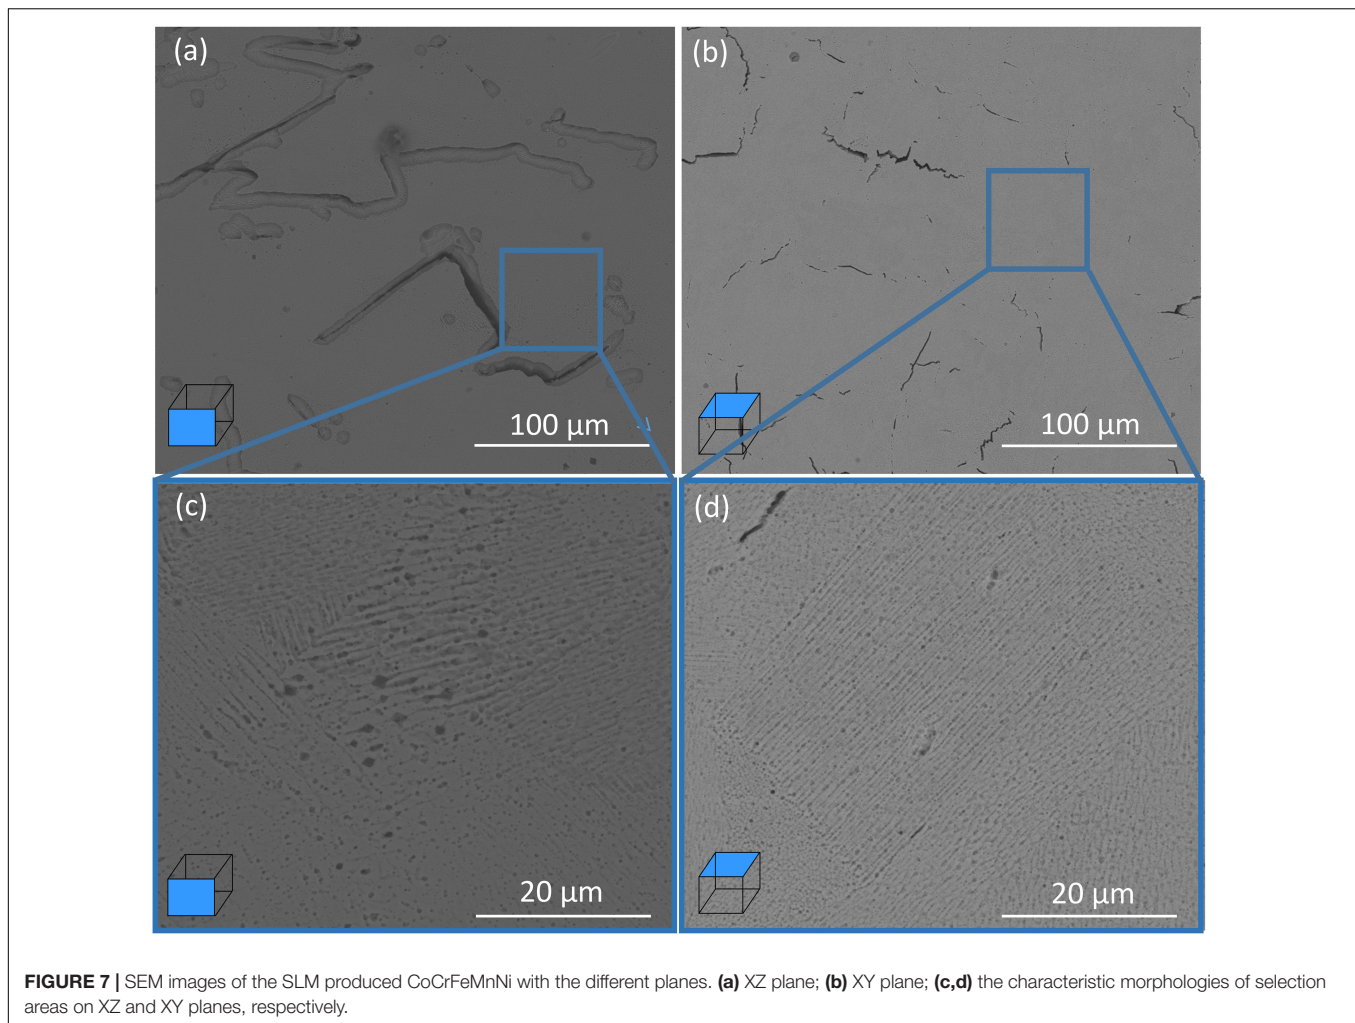 (a)
(b)
100 µm
100 µm
(c)
(d)
20 µm
20 µm
FIGURE 7 | SEM images of the SLM produced CoCrFeMnNi with the different planes. (a) XZ plane; (b) XY plane; (c,d) the characteristic morphologies of selection
areas on XZ and XY planes, respectively.